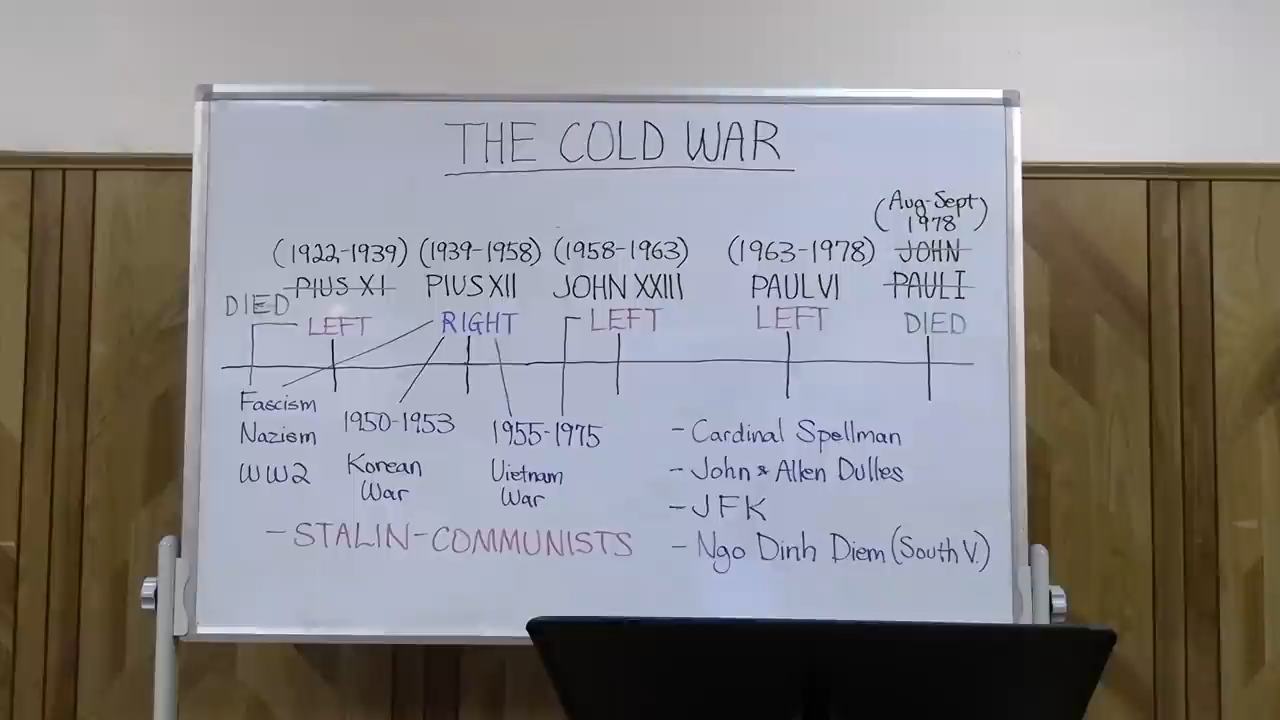 THE COLD WAR
(Aug-Sept 1978)
(1922-1939) (1939-1958) (1958-1963) (1963-1978) JOHN
PIUS XI PIUS XII JOHN XXIII PAUL VI PAUL I
DIED LEFT RIGHT LEFT LEFT DIED
Fascism
Nazism
WW2
1950-1953
Korean
War
1955-1975
Vietnam
War
- STALIN-COMMUNISTS
- Cardinal Spellman
- John & Allen Dulles
- JFK
- Ngo Dinh Diem (South V.)